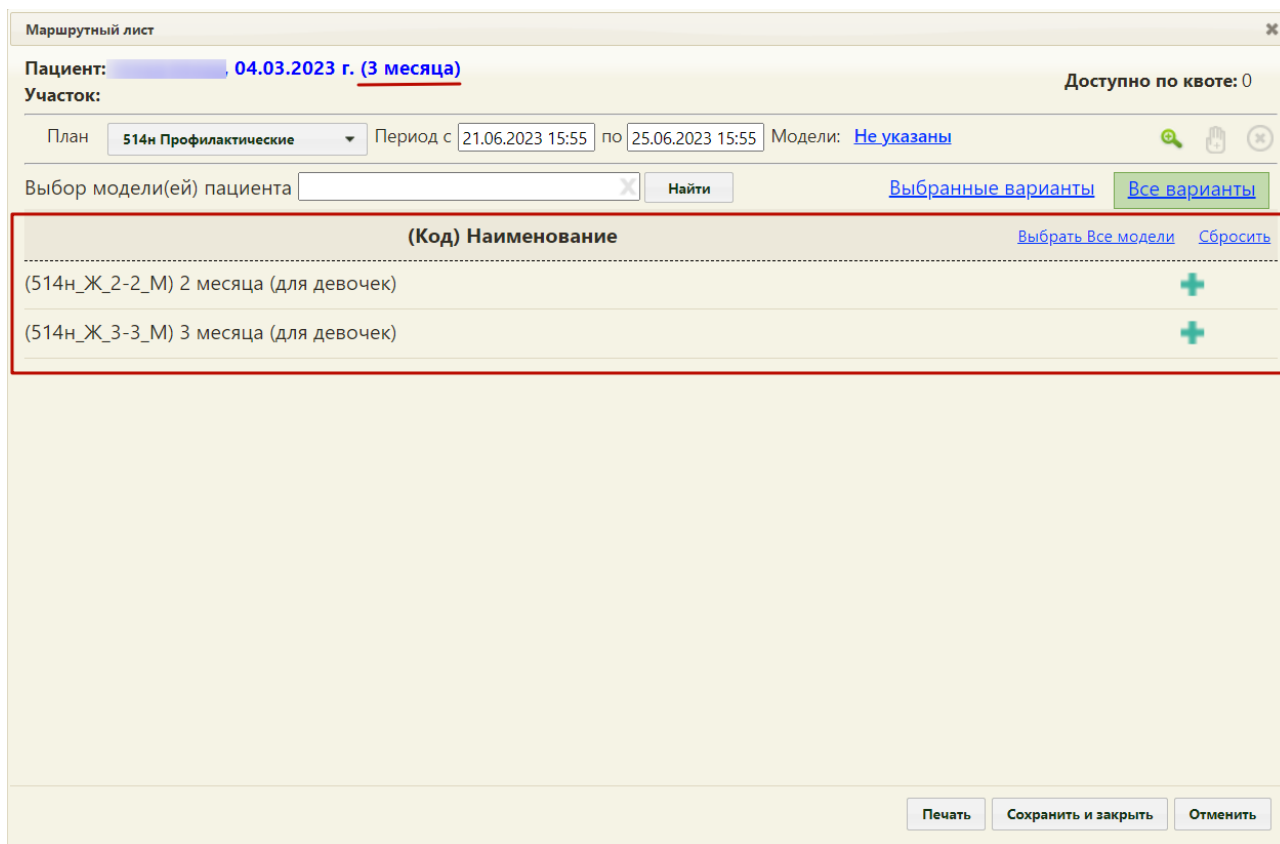 Маршрутный лист
Пациент: , 04.03.2023 г. (3 месяца)
Доступно по квоте: 0
Участок:
План 514н Профилактические Период с 21.06.2023 15:55 по 25.06.2023 15:55 Модели: Не указаны
Выбор модели(ей) пациента Найти Выбранные варианты Все варианты
(Код) Наименование Выбрать Все модели Сбросить
(514н_Ж_2-2_М) 2 месяца (для девочек)
(514н_Ж_3-3_М) 3 месяца (для девочек)
Печать Сохранить и закрыть Отменить